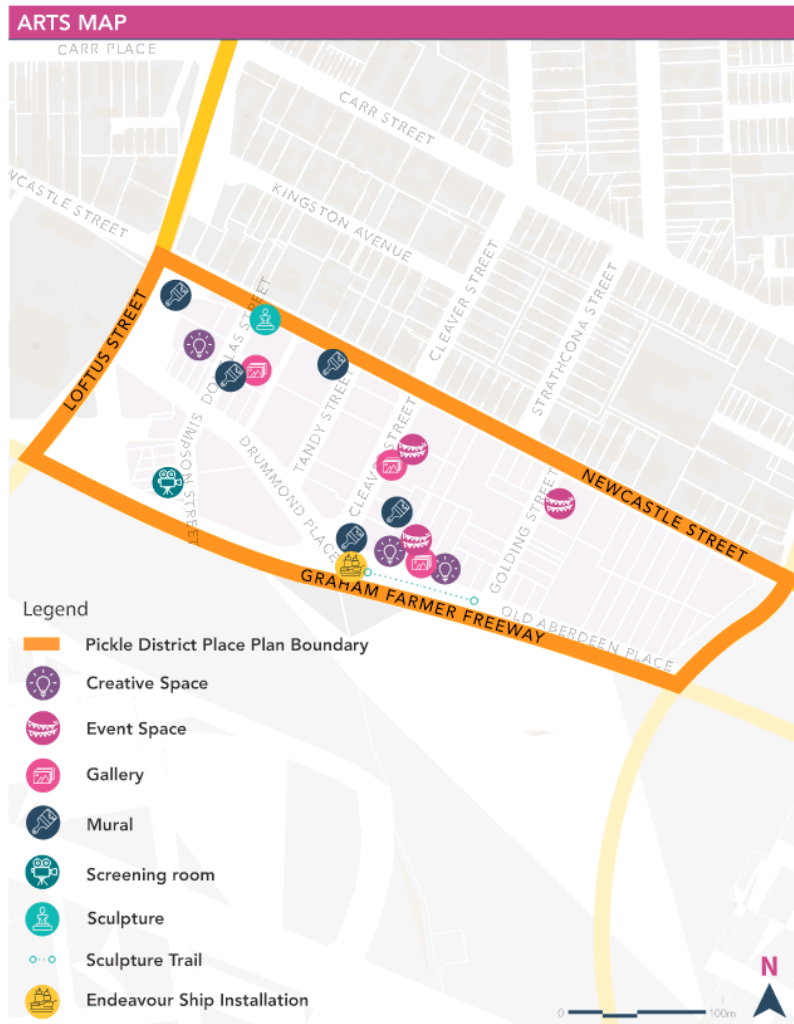 ARTS MAP
CARR PLACE
CARR STREET
NEWCASTLE STREET
KINGSTON AVENUE
CLEAVER STREET
STRATHCONA STREET
LOFTUS STREET
DOUGLAS STREET
SIMPSON STREET
TANDY STREET
DRUMMOND PLACE
CLEAVER STREET
GOLDING STREET
NEWCASTLE STREET
GRAHAM FARMER FREEWAY
OLD ABERDEEN PLACE
Legend
Pickle District Place Plan Boundary
Creative Space
Event Space
Gallery
Mural
Screening room
Sculpture
Sculpture Trail
Endeavour Ship Installation
N
0 100m